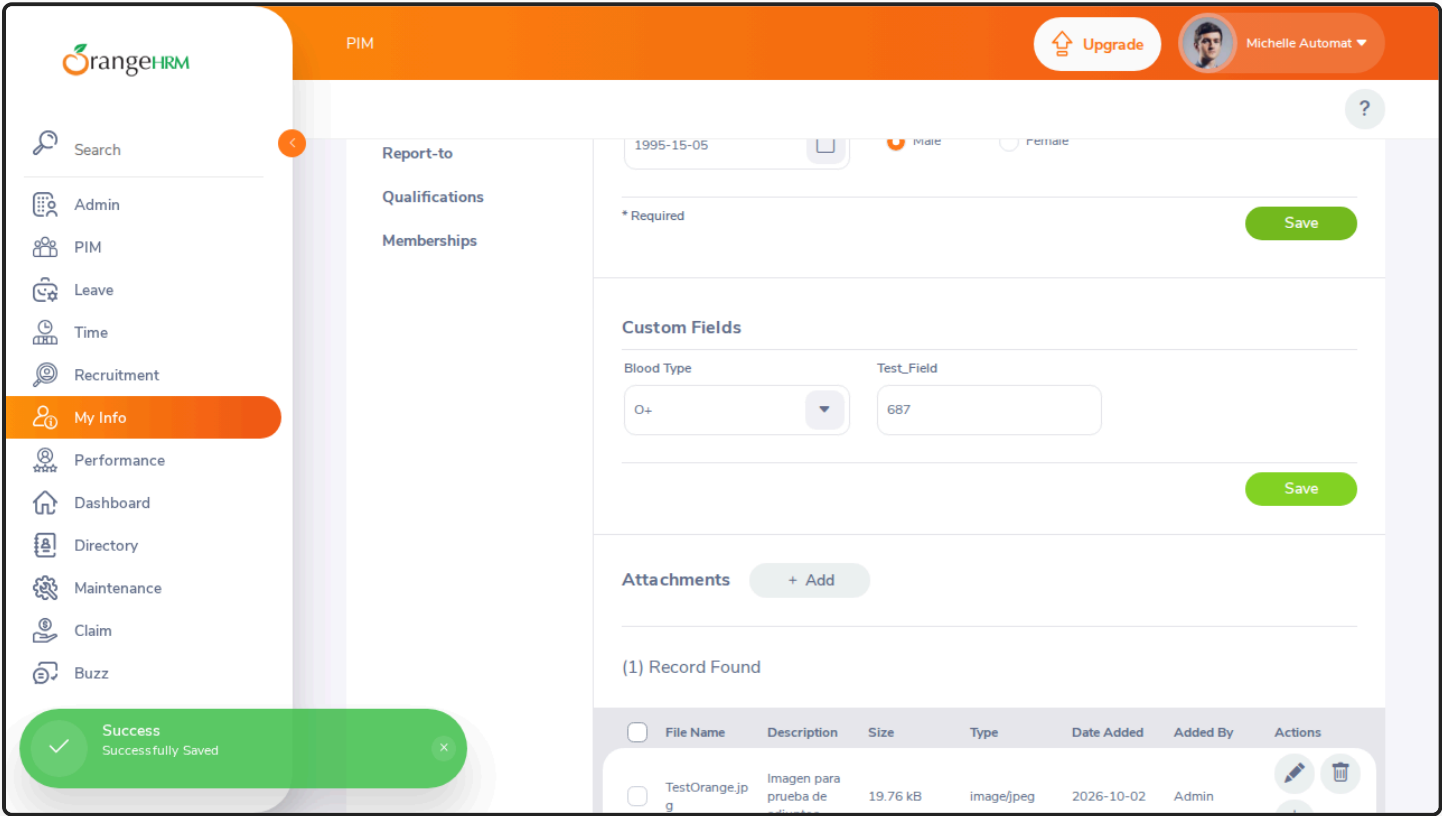 OrangeHRM
PIM
Upgrade
Michelle Automat
?
Search
Admin
PIM
Leave
Time
Recruitment
My Info
Performance
Dashboard
Directory
Maintenance
Claim
Buzz
Report-to
Qualifications
Memberships
1995-15-05
Male
Female
* Required
Save
Custom Fields
Blood Type
Test_Field
O+
687
Save
Attachments
+ Add
(1) Record Found
File Name
Description
Size
Type
Date Added
Added By
Actions
TestOrange.jp
g
Imagen para
prueba de
adjuntos
19.76 kB
image/jpeg
2026-10-02
Admin
Success
Successfully Saved